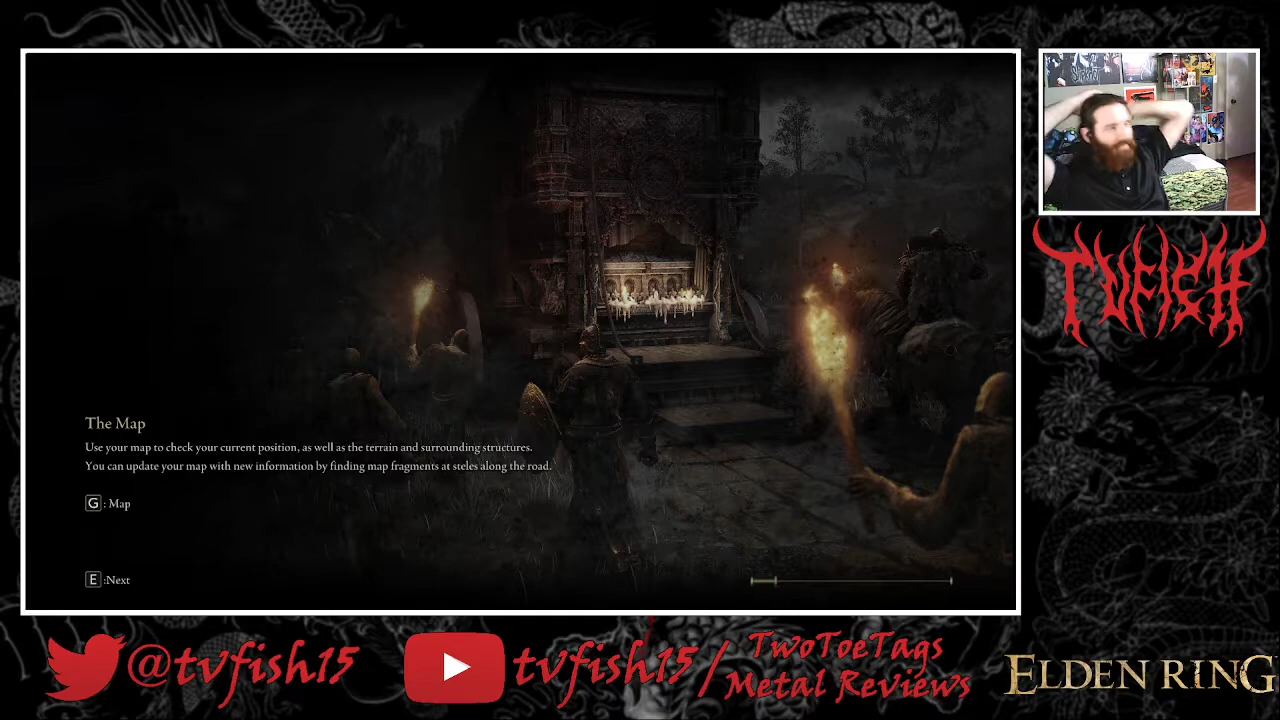 TVFISH
The Map
Use your map to check your current position, as well as the terrain and surrounding structures.
You can update your map with new information by finding map fragments at steles along the road.
G : Map
E :Next
@tvfish15
tvfish15 / TwoToeTags
Metal Reviews
ELDEN RING